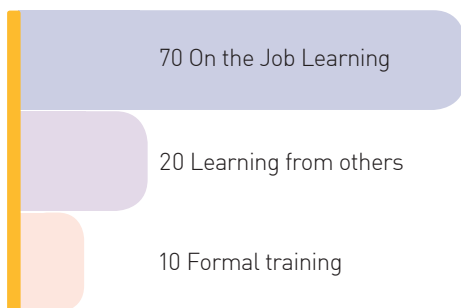 70 On the Job Learning
20 Learning from others
10 Formal training